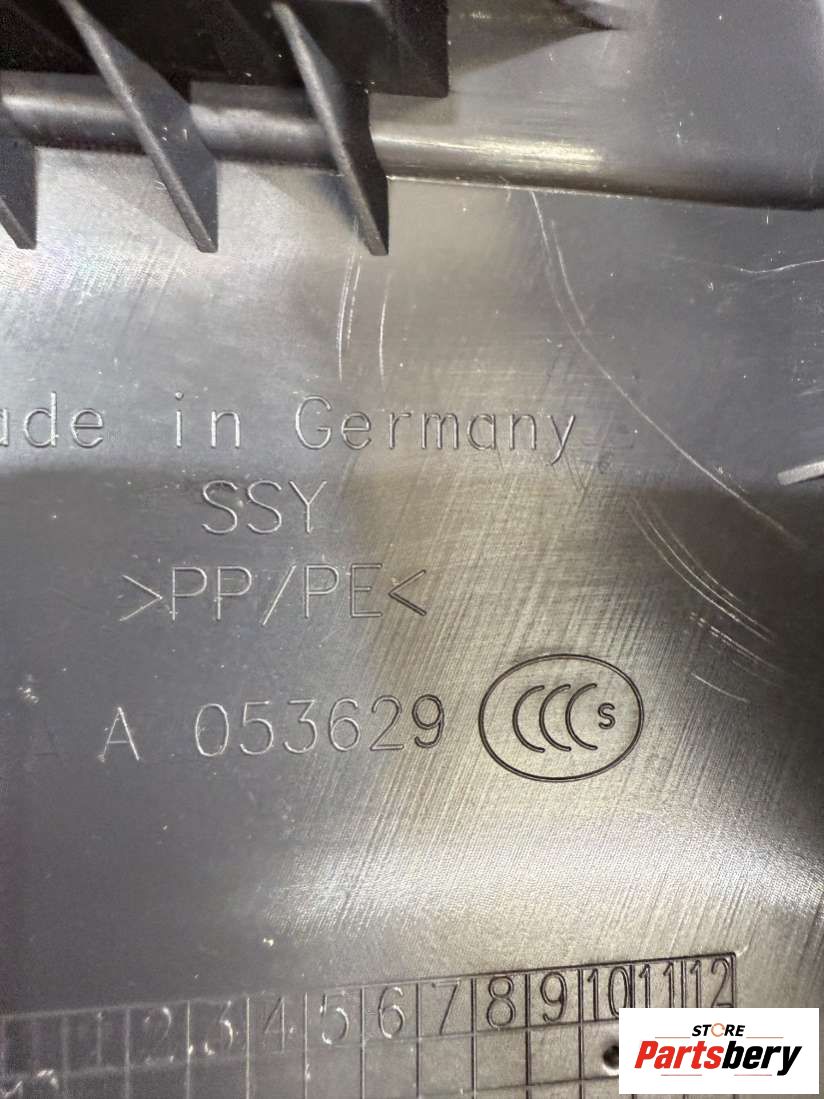 ade in Germany
SSY
>PP/PE<
A 053629 CCC S
1 2 3 4 5 6 7 8 9 10 11 12
STORE
Partsbery